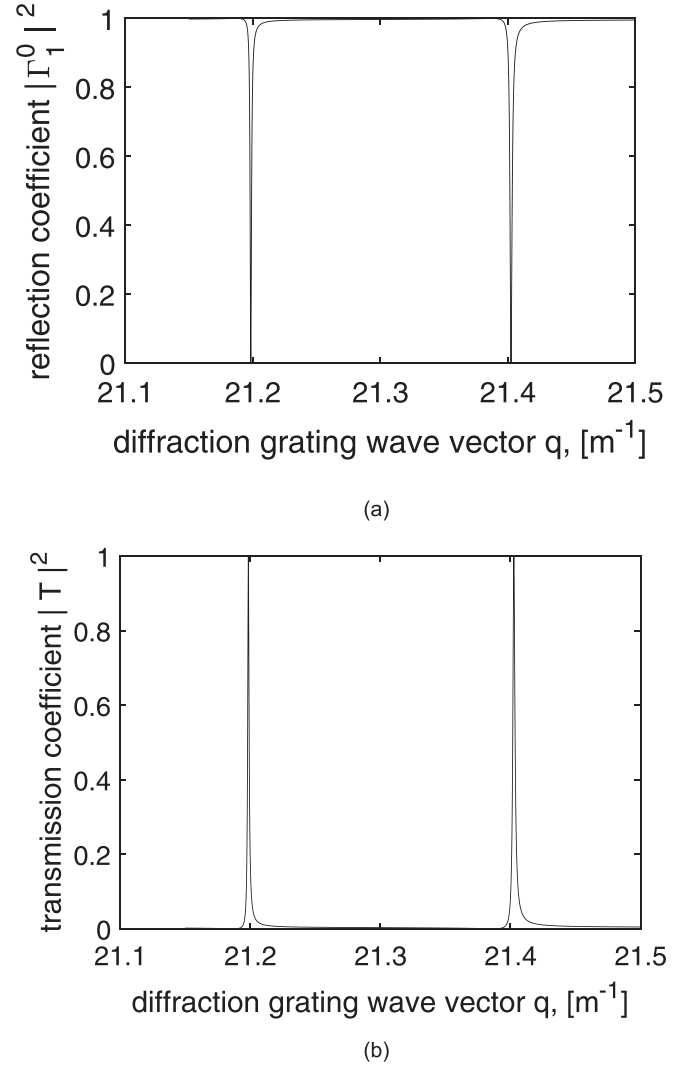 reflection coefficient |Γ₁⁰|²
1
0.8
0.6
0.4
0.2
0
21.1 21.2 21.3 21.4 21.5
diffraction grating wave vector q, [m⁻¹]
(a)
transmission coefficient | T |²
1
0.8
0.6
0.4
0.2
0
21.1 21.2 21.3 21.4 21.5
diffraction grating wave vector q, [m⁻¹]
(b)